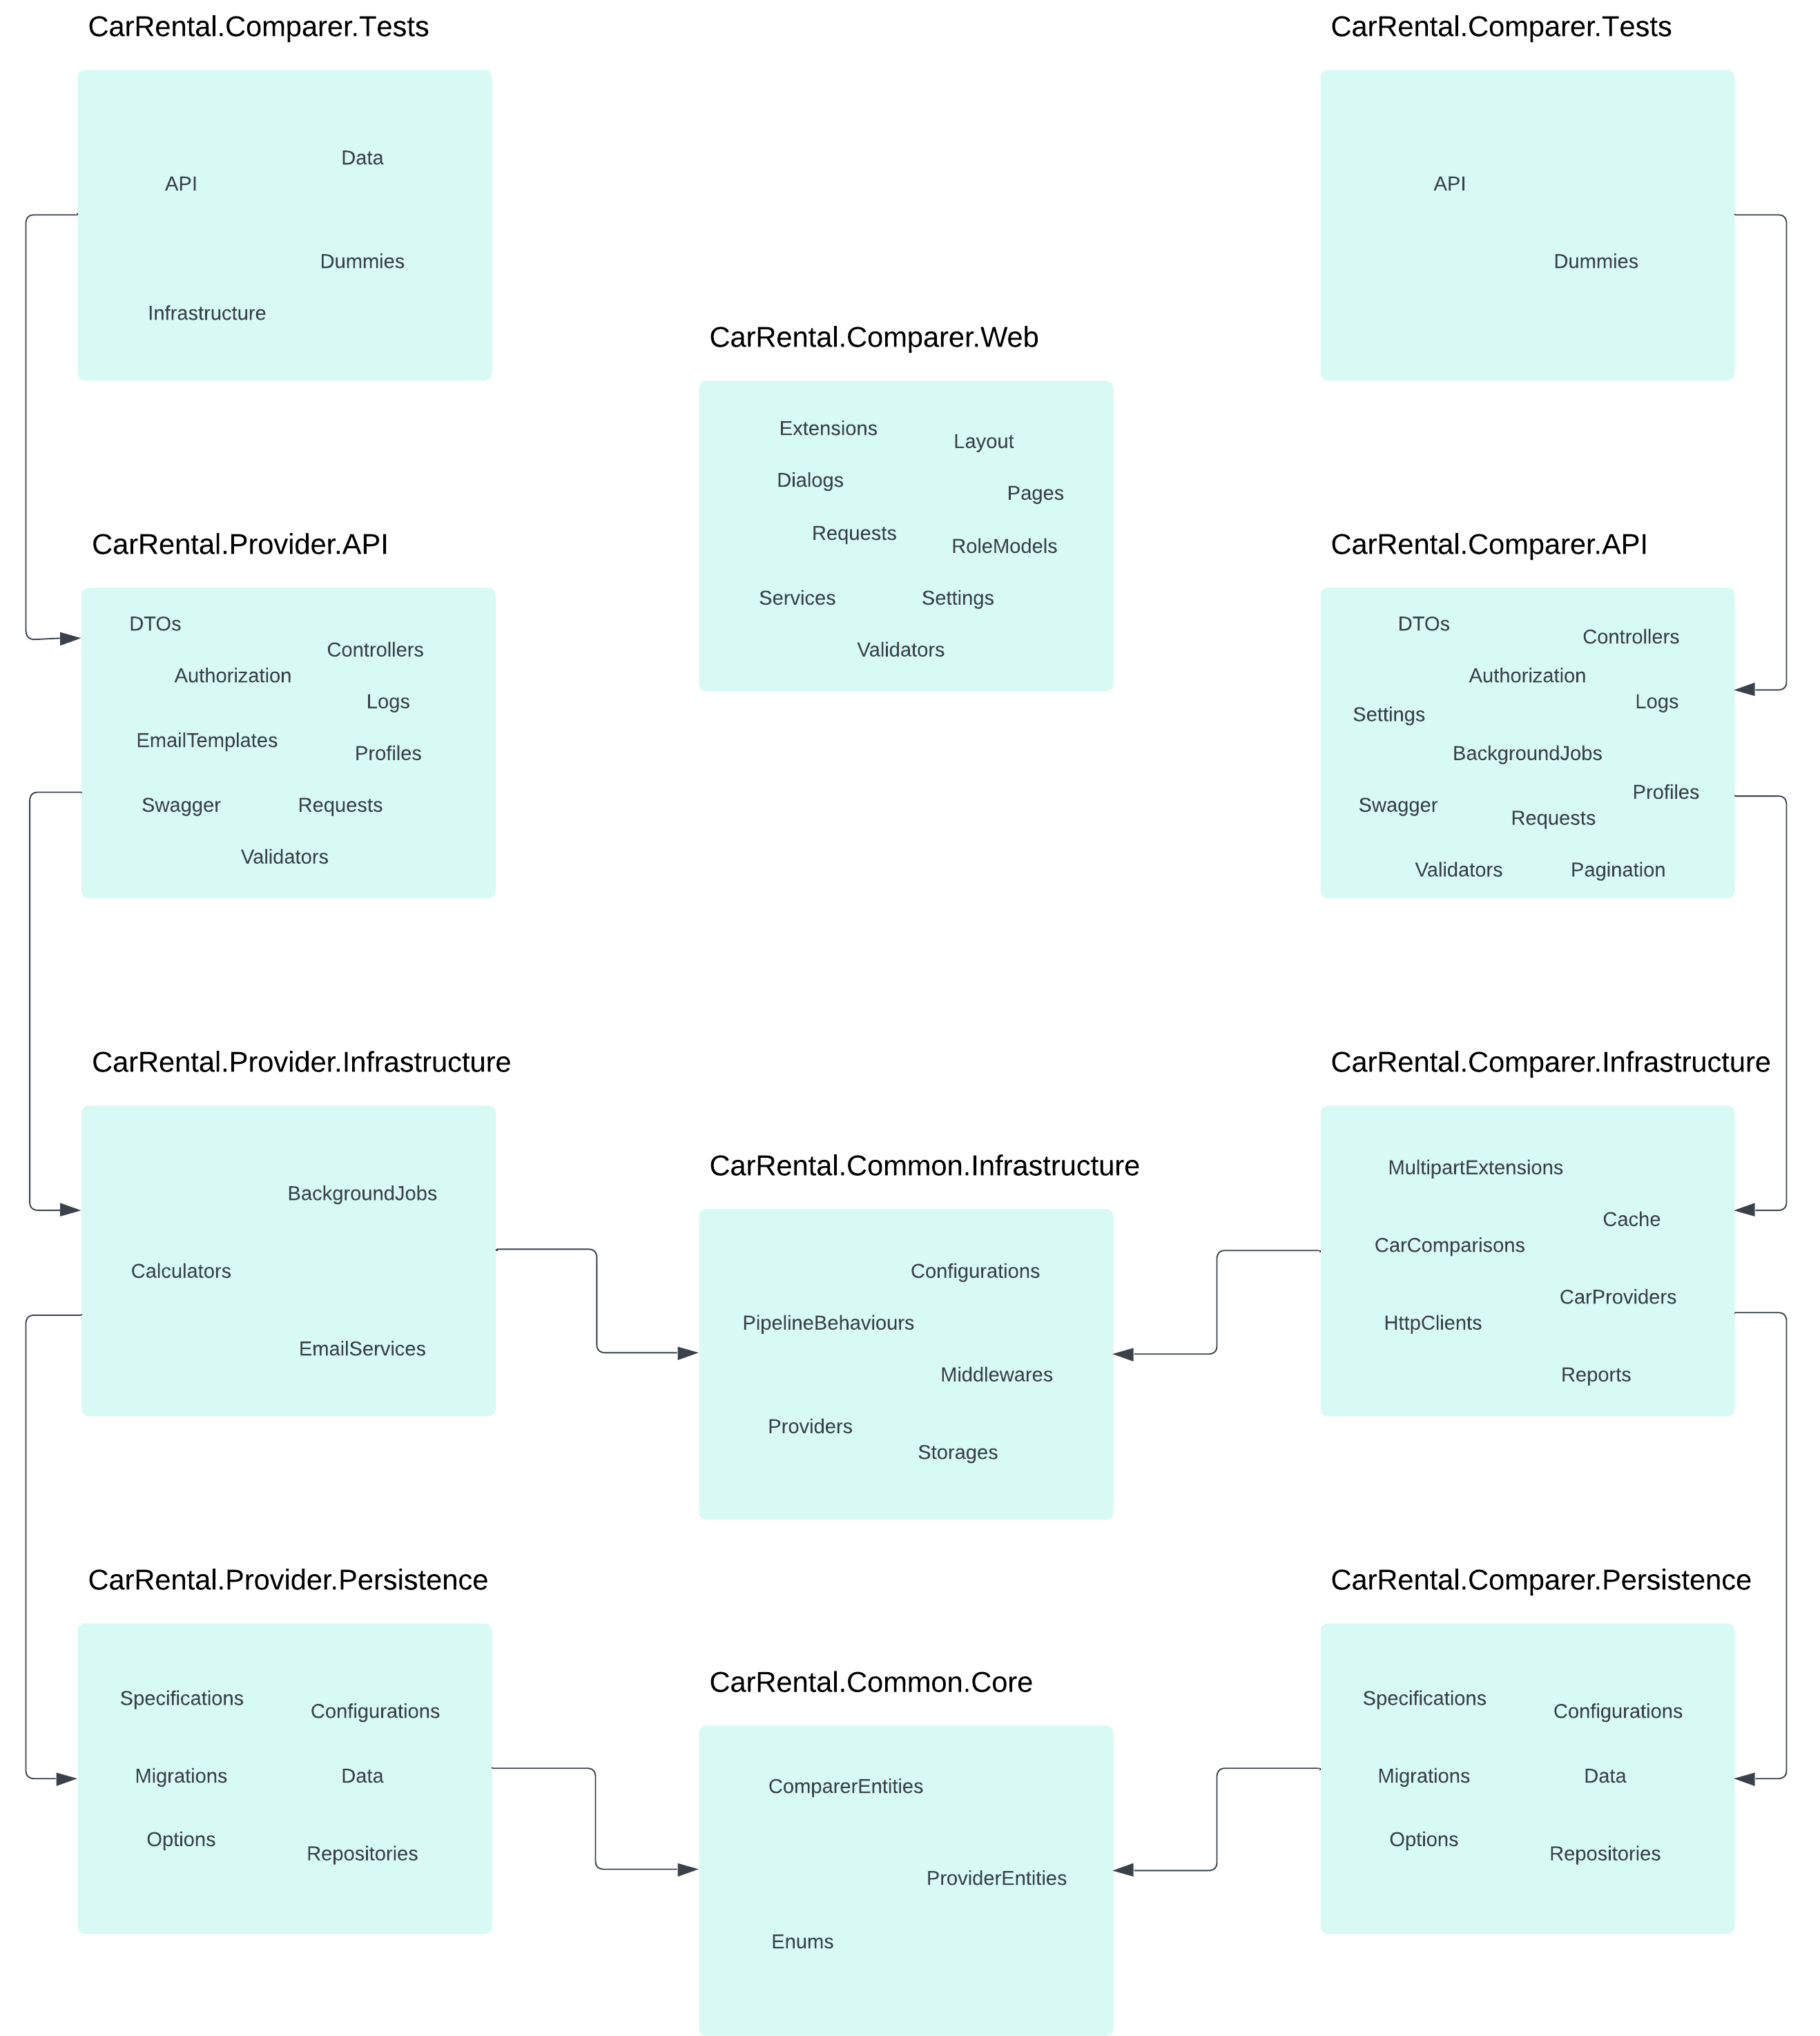 CarRental.Comparer.Tests
API
Data
Dummies
Infrastructure
CarRental.Comparer.Tests
API
Dummies
CarRental.Comparer.Web
Extensions
Layout
Dialogs
Pages
Requests
RoleModels
Services
Settings
Validators
CarRental.Provider.API
DTOs
Controllers
Authorization
Logs
EmailTemplates
Profiles
Swagger
Requests
Validators
CarRental.Comparer.API
DTOs
Controllers
Authorization
Logs
Settings
BackgroundJobs
Profiles
Swagger
Requests
Validators
Pagination
CarRental.Provider.Infrastructure
BackgroundJobs
Calculators
EmailServices
CarRental.Common.Infrastructure
Configurations
PipelineBehaviours
Middlewares
Providers
Storages
CarRental.Comparer.Infrastructure
MultipartExtensions
Cache
CarComparisons
CarProviders
HttpClients
Reports
CarRental.Provider.Persistence
Specifications
Configurations
Migrations
Data
Options
Repositories
CarRental.Common.Core
ComparerEntities
ProviderEntities
Enums
CarRental.Comparer.Persistence
Specifications
Configurations
Migrations
Data
Options
Repositories